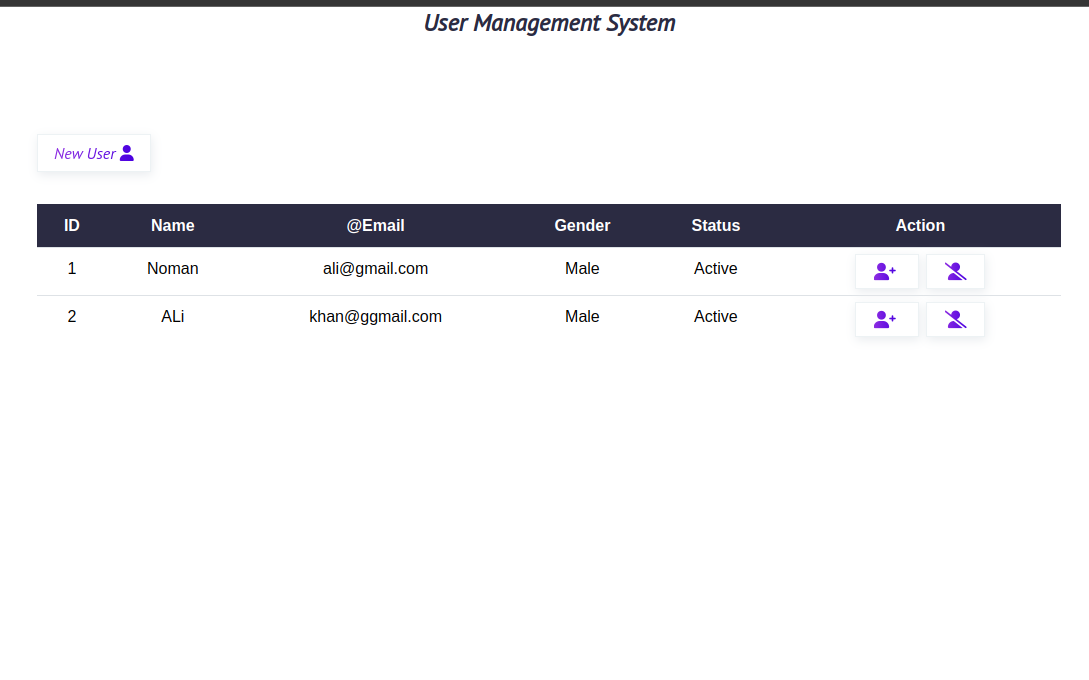 User Management System
New User
ID Name @Email Gender Status Action
1 Noman ali@gmail.com Male Active
2 ALi khan@ggmail.com Male Active